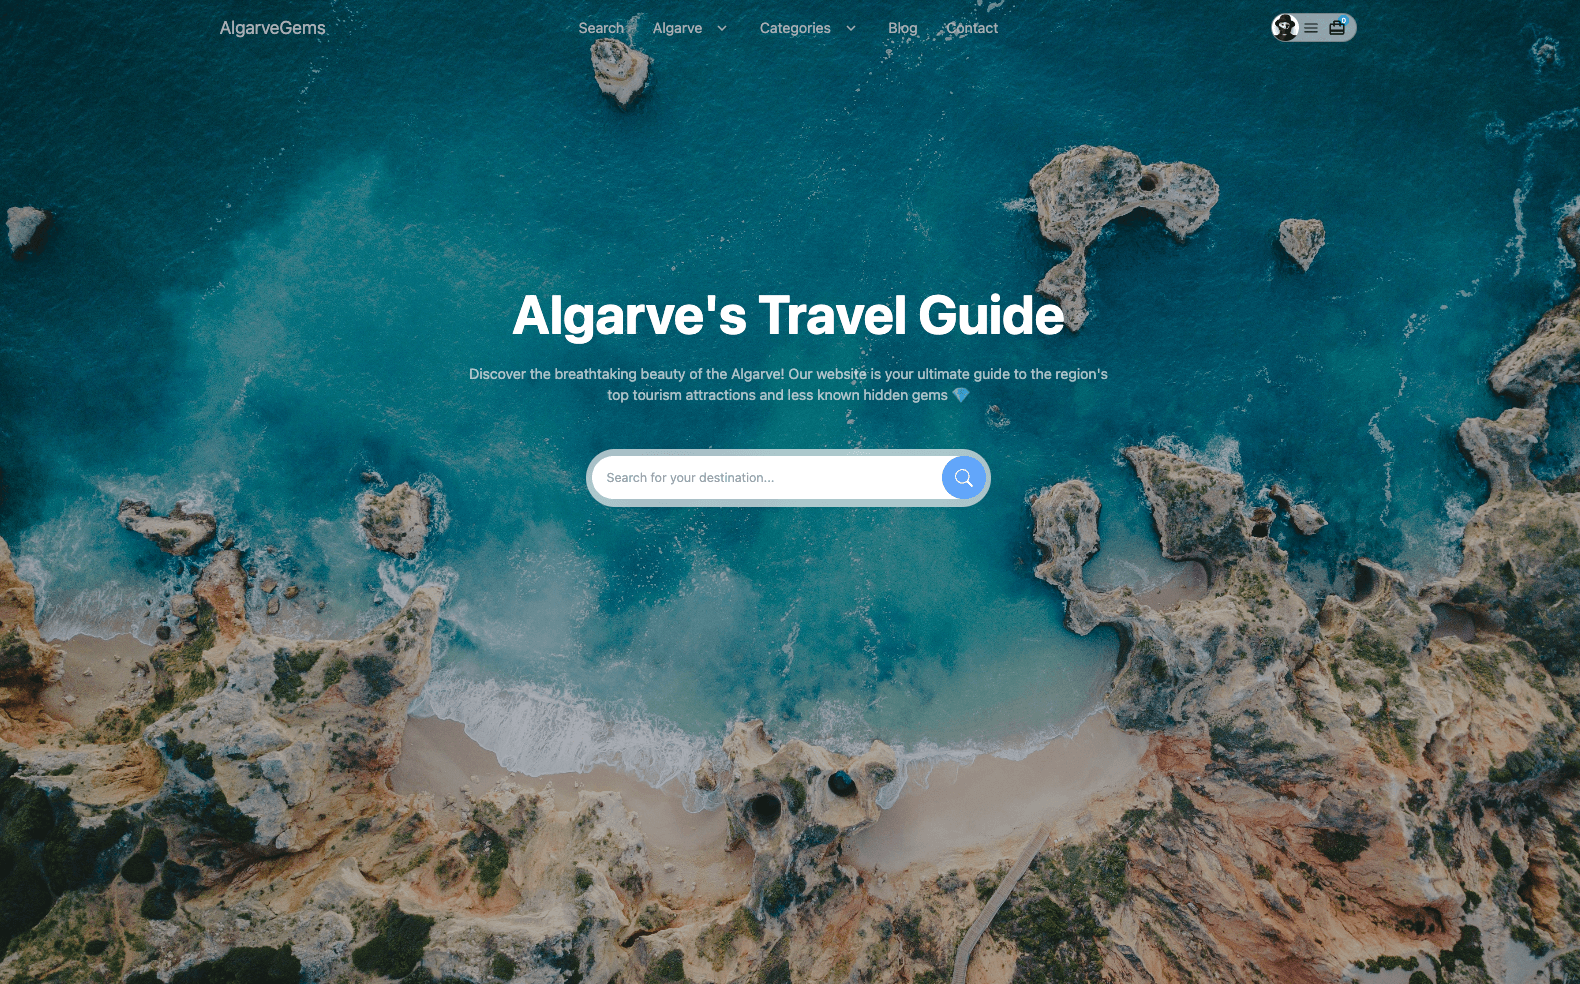 AlgarveGems
Search
Algarve
Categories
Blog
Contact
0
Algarve's Travel Guide
Discover the breathtaking beauty of the Algarve! Our website is your ultimate guide to the region's
top tourism attractions and less known hidden gems 💎
Search for your destination...